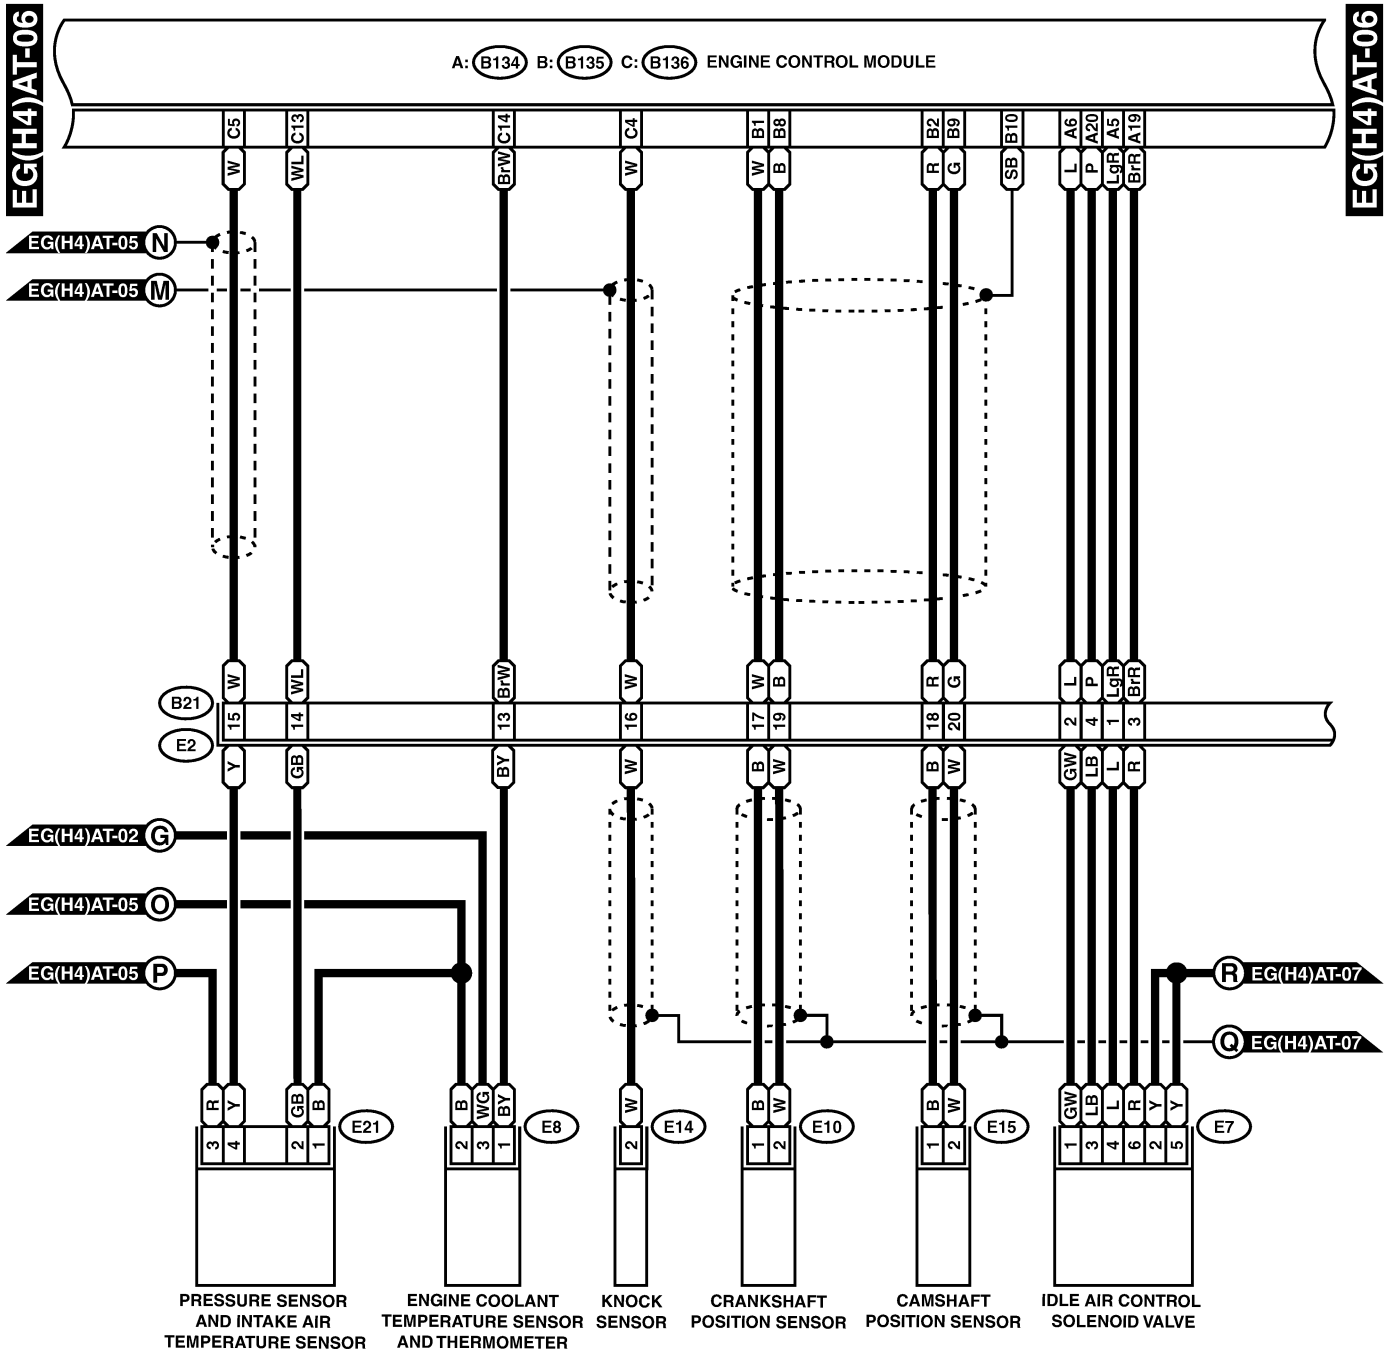 EG(H4)AT-06
EG(H4)AT-06
A: B134 B: B135 C: B136 ENGINE CONTROL MODULE
C5 C13 C14 C4 B1 B8 B2 B9 B10 A6 A20 A5 A19
W WL BrW W W B R G SB L P LgR BrR
EG(H4)AT-05 N
EG(H4)AT-05 M
W WL BrW W W B R G L P LgR BrR
B21
15 14 13 16 17 19 18 20 2 4 1 3
E2
Y GB BY W B W B W GW LB L R
EG(H4)AT-02 G
EG(H4)AT-05 O
EG(H4)AT-05 P
R EG(H4)AT-07
Q EG(H4)AT-07
R Y GB B B WG BY W B W B W GW LB L R Y Y
E21 E8 E14 E10 E15 E7
3 4 2 1 2 3 1 2 1 2 1 2 1 3 4 6 2 5
PRESSURE SENSOR
AND INTAKE AIR
TEMPERATURE SENSOR
ENGINE COOLANT
TEMPERATURE SENSOR
AND THERMOMETER
KNOCK
SENSOR
CRANKSHAFT
POSITION SENSOR
CAMSHAFT
POSITION SENSOR
IDLE AIR CONTROL
SOLENOID VALVE